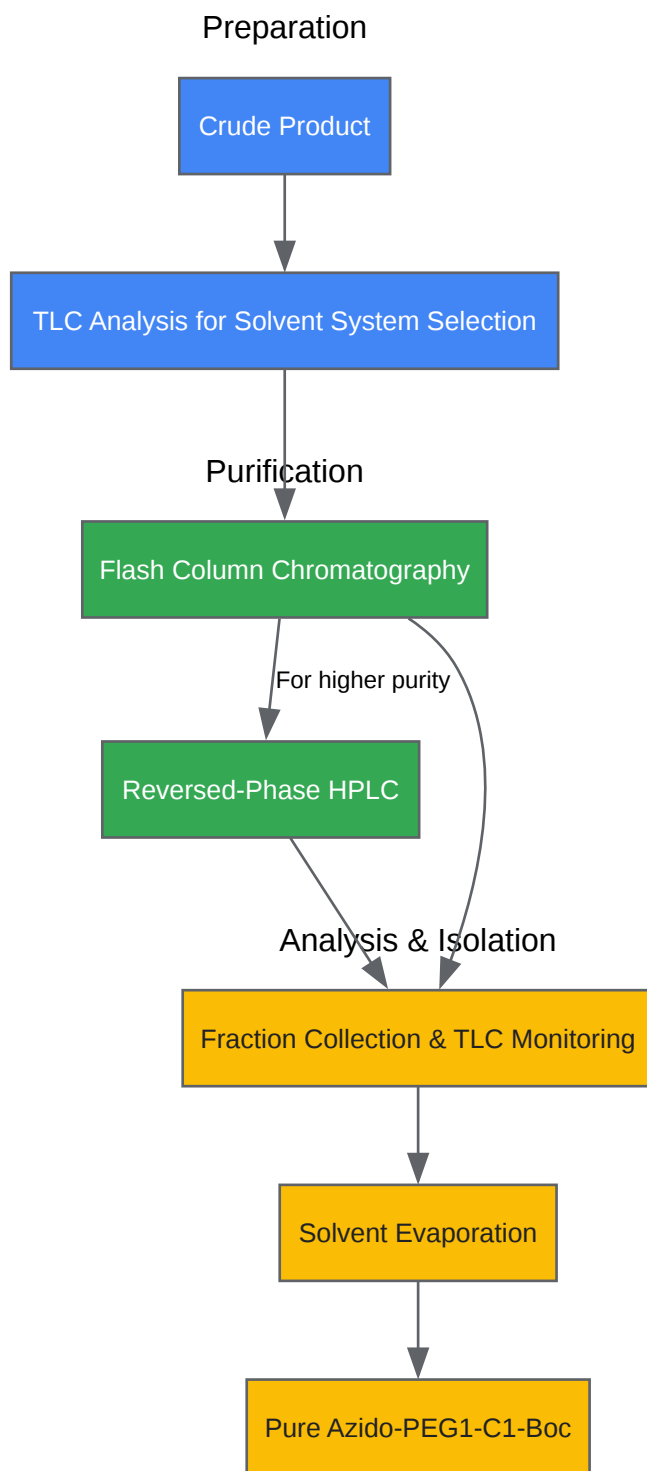 Preparation
Crude Product
TLC Analysis for Solvent System Selection
Purification
Flash Column Chromatography
For higher purity
Reversed-Phase HPLC
Analysis & Isolation
Fraction Collection & TLC Monitoring
Solvent Evaporation
Pure Azido-PEG1-C1-Boc